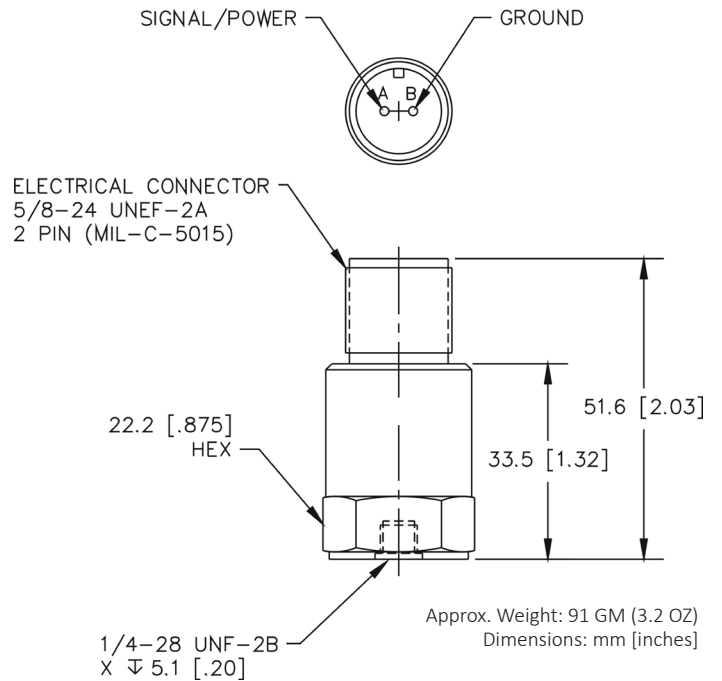 SIGNAL/POWER
GROUND
A B
ELECTRICAL CONNECTOR
5/8-24 UNEF-2A
2 PIN (MIL-C-5015)
51.6 [2.03]
22.2 [.875]
HEX
33.5 [1.32]
1/4-28 UNF-2B
X ↧ 5.1 [.20]
Approx. Weight: 91 GM (3.2 OZ)
Dimensions: mm [inches]